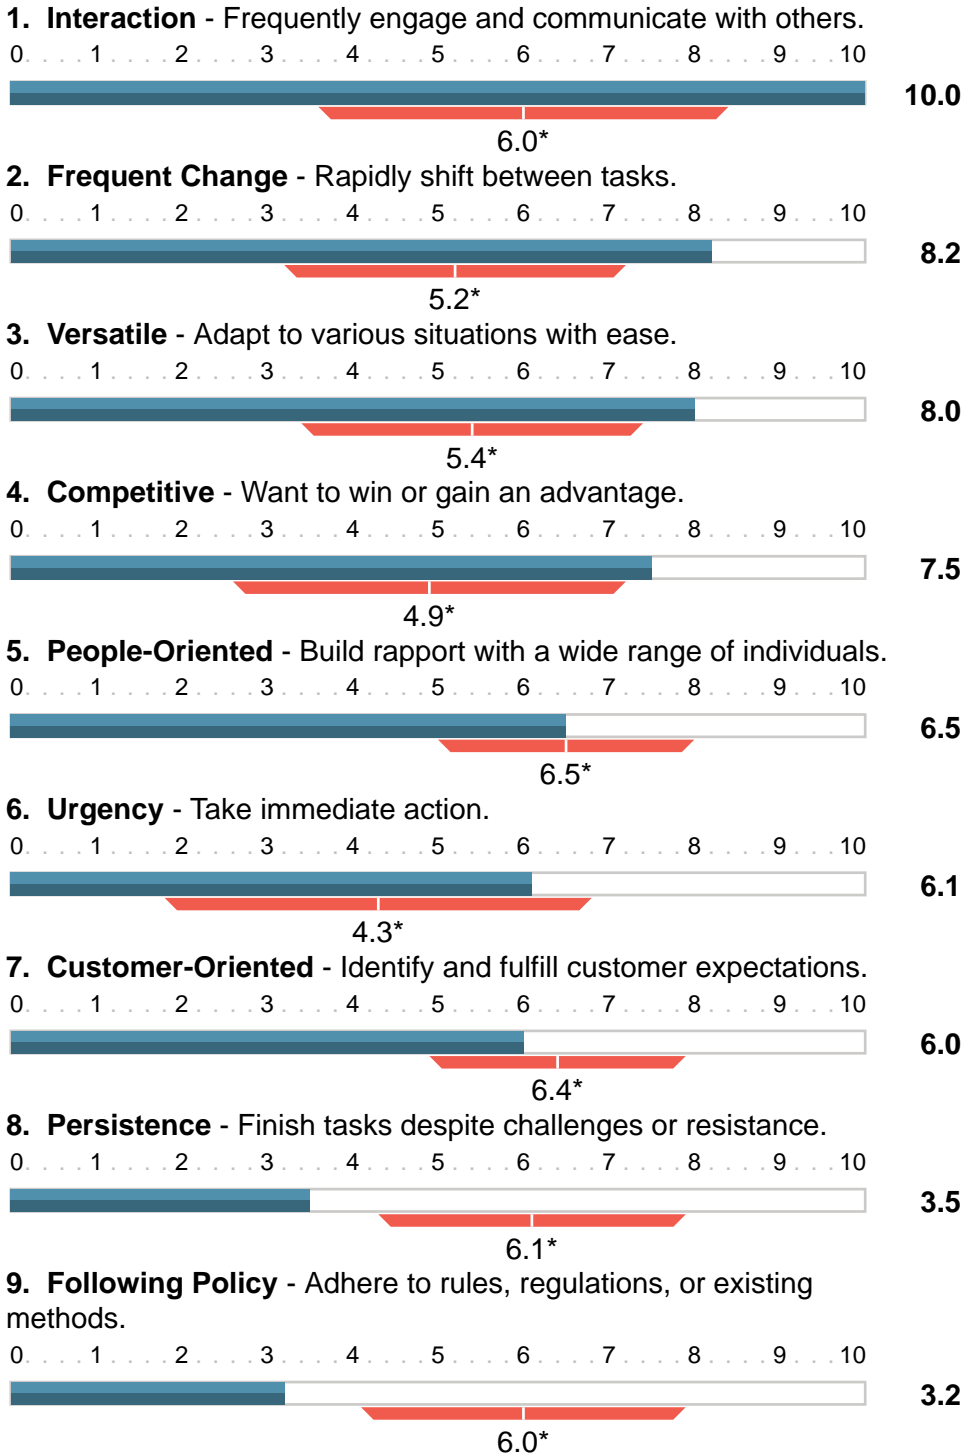 1. Interaction - Frequently engage and communicate with others.
0. . . . 1 . . . . 2 . . . . 3 . . . . 4 . . . . 5 . . . . 6 . . . . 7 . . . . 8 . . . . 9 . . . 10
10.0
6.0*
2. Frequent Change - Rapidly shift between tasks.
0. . . . 1 . . . . 2 . . . . 3 . . . . 4 . . . . 5 . . . . 6 . . . . 7 . . . . 8 . . . . 9 . . . 10
8.2
5.2*
3. Versatile - Adapt to various situations with ease.
0. . . . 1 . . . . 2 . . . . 3 . . . . 4 . . . . 5 . . . . 6 . . . . 7 . . . . 8 . . . . 9 . . . 10
8.0
5.4*
4. Competitive - Want to win or gain an advantage.
0. . . . 1 . . . . 2 . . . . 3 . . . . 4 . . . . 5 . . . . 6 . . . . 7 . . . . 8 . . . . 9 . . . 10
7.5
4.9*
5. People-Oriented - Build rapport with a wide range of individuals.
0. . . . 1 . . . . 2 . . . . 3 . . . . 4 . . . . 5 . . . . 6 . . . . 7 . . . . 8 . . . . 9 . . . 10
6.5
6.5*
6. Urgency - Take immediate action.
0. . . . 1 . . . . 2 . . . . 3 . . . . 4 . . . . 5 . . . . 6 . . . . 7 . . . . 8 . . . . 9 . . . 10
6.1
4.3*
7. Customer-Oriented - Identify and fulfill customer expectations.
0. . . . 1 . . . . 2 . . . . 3 . . . . 4 . . . . 5 . . . . 6 . . . . 7 . . . . 8 . . . . 9 . . . 10
6.0
6.4*
8. Persistence - Finish tasks despite challenges or resistance.
0. . . . 1 . . . . 2 . . . . 3 . . . . 4 . . . . 5 . . . . 6 . . . . 7 . . . . 8 . . . . 9 . . . 10
3.5
6.1*
9. Following Policy - Adhere to rules, regulations, or existing
methods.
0. . . . 1 . . . . 2 . . . . 3 . . . . 4 . . . . 5 . . . . 6 . . . . 7 . . . . 8 . . . . 9 . . . 10
3.2
6.0*